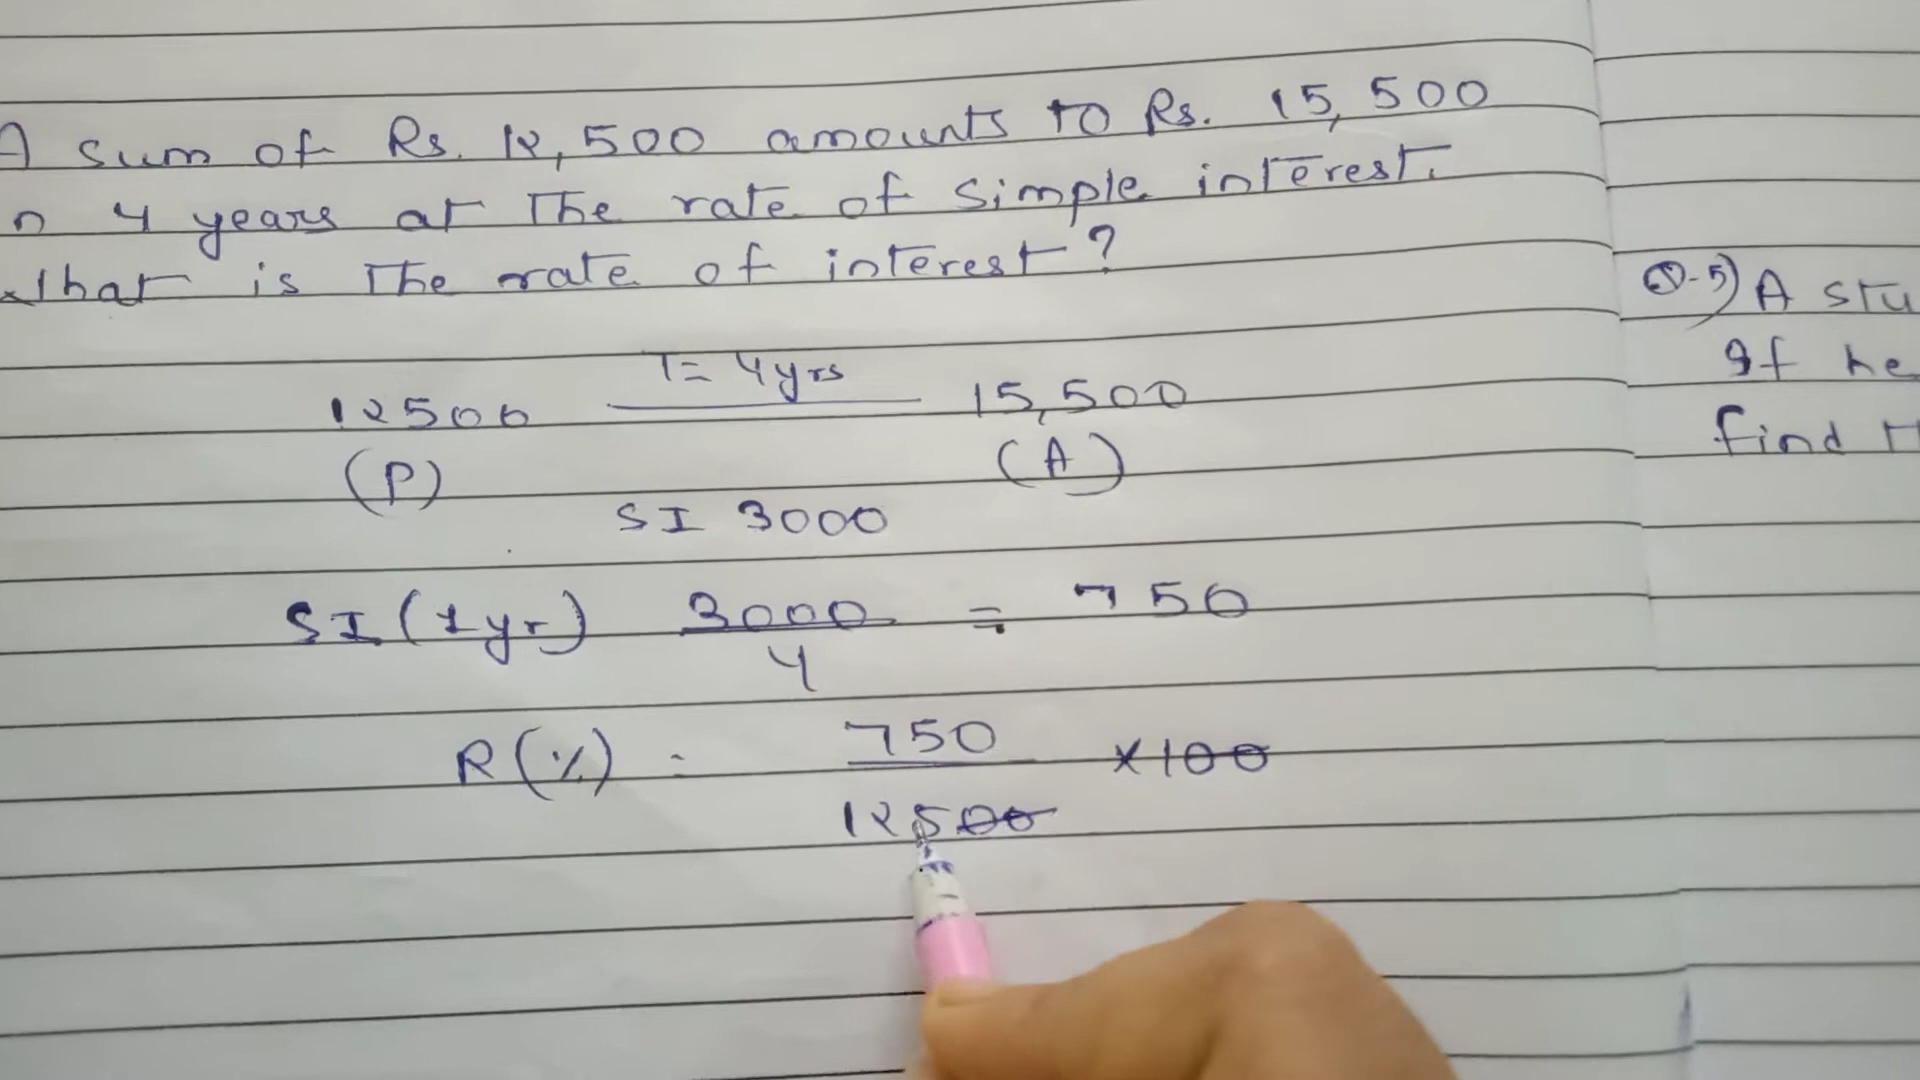 A sum of Rs. 12,500 amounts to Rs. 15,500
n 4 years at the rate of simple interest.
What is the rate of interest?
T= 4yrs
12500 15,500
(P) (A)
SI 3000
SI (1yr) 3000 = 750
4
R(%) = 750 ×100
12500
Q-5) A stu
If he
find